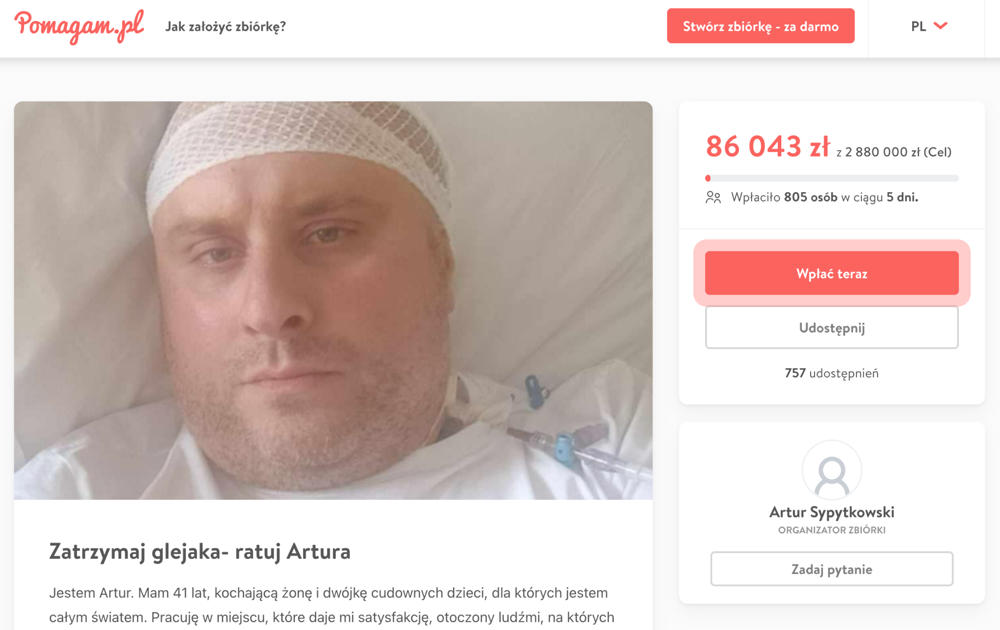 Pomagam.pl
Jak założyć zbiórkę?
Stwórz zbiórkę - za darmo
PL
86 043 zł z 2 880 000 zł (Cel)
Wpłaciło 805 osób w ciągu 5 dni.
Wpłać teraz
Udostępnij
757 udostępnień
Artur Sypytkowski
ORGANIZATOR ZBIÓRKI
Zadaj pytanie
Zatrzymaj glejaka- ratuj Artura
Jestem Artur. Mam 41 lat, kochającą żonę i dwójkę cudownych dzieci, dla których jestem
całym światem. Pracuję w miejscu, które daje mi satysfakcję, otoczony ludźmi, na których